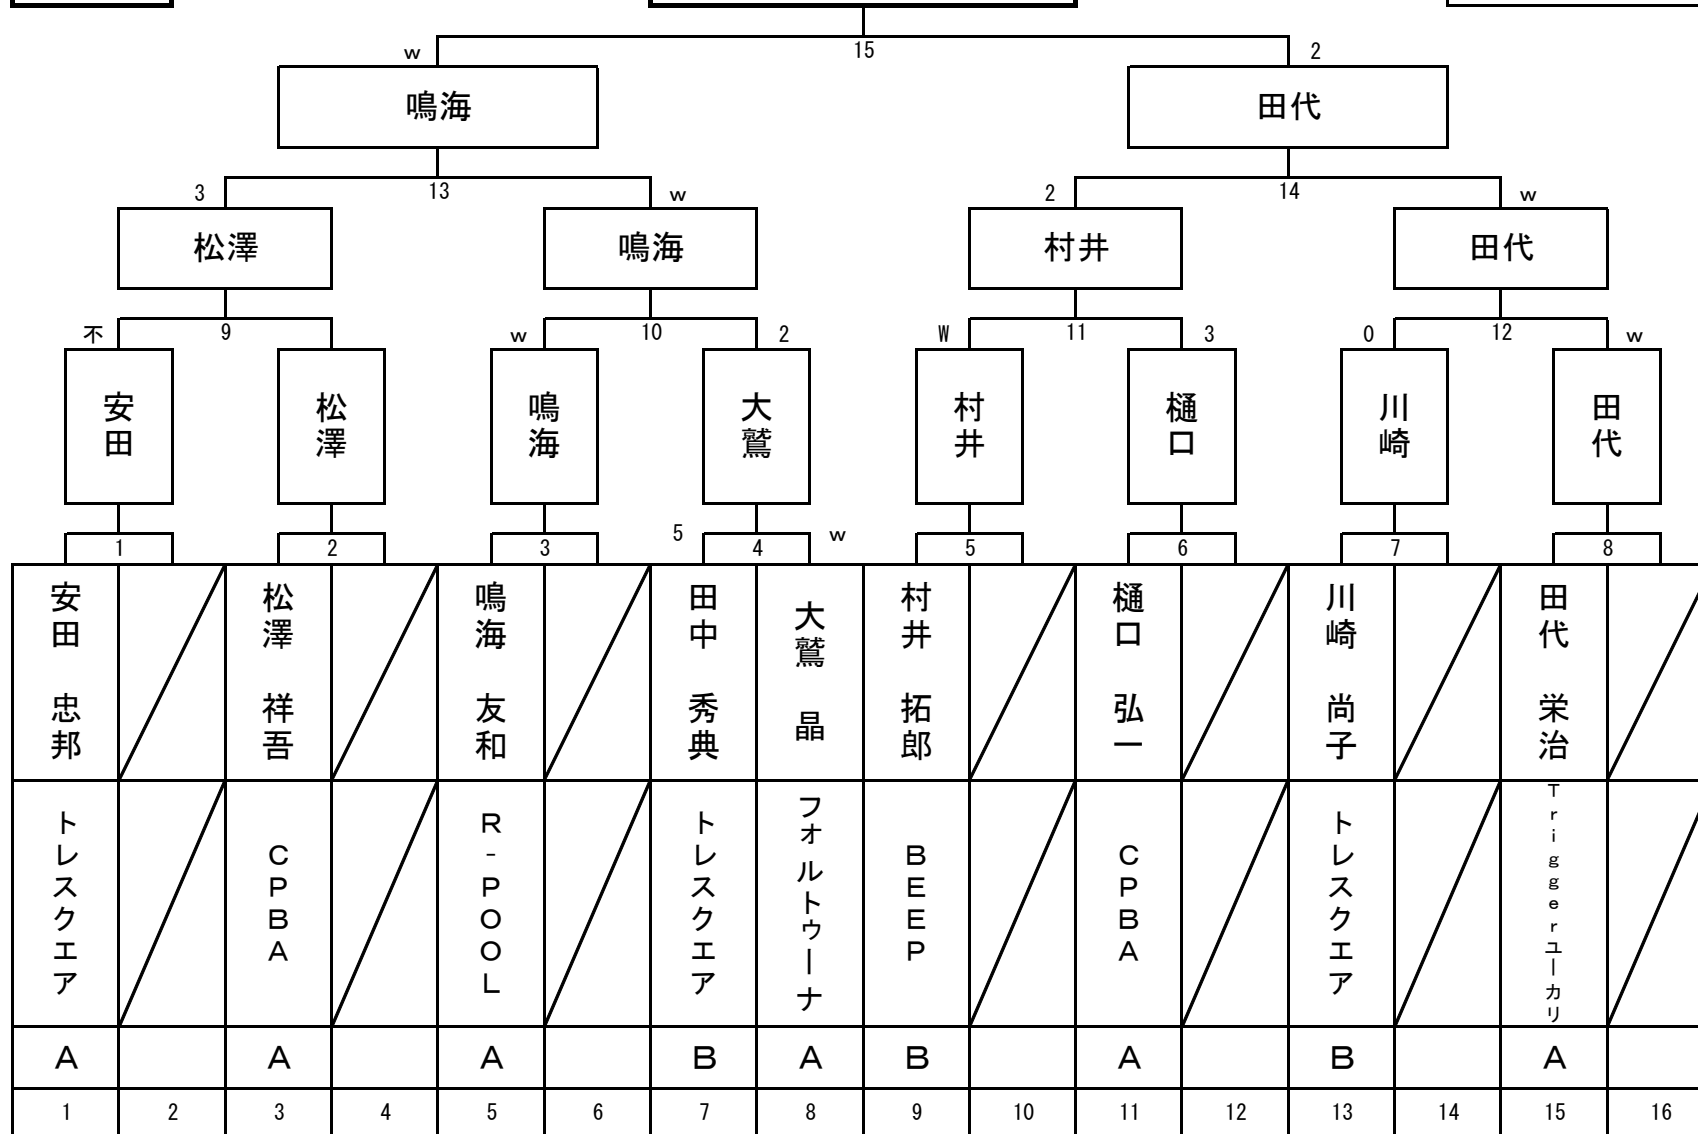 15
w
2
鳴海
田代
3
13
w
2
14
w
松澤
鳴海
村井
田代
不
9
w
10
2
W
11
3
0
12
w
安田
松澤
鳴海
大鷲
村井
樋口
川崎
田代
1
2
3
5
4
w
5
6
7
8
安田 忠邦
松澤 祥吾
鳴海 友和
田中 秀典
大鷲 晶
村井 拓郎
樋口 弘一
川崎 尚子
田代 栄治
トレスクエア
CPBA
R-POOL
トレスクエア
フォルトゥーナ
BEEP
CPBA
トレスクエア
Triggerユーカリ
A
A
A
B
A
B
A
B
A
1
2
3
4
5
6
7
8
9
10
11
12
13
14
15
16